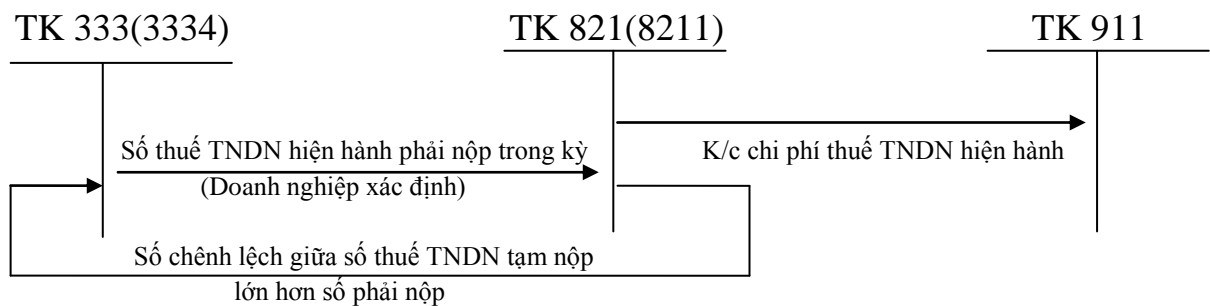 TK 333(3334)
TK 821(8211)
TK 911
Số thuế TNDN hiện hành phải nộp trong kỳ
(Doanh nghiệp xác định)
K/c chi phí thuế TNDN hiện hành
Số chênh lệch giữa số thuế TNDN tạm nộp
lớn hơn số phải nộp